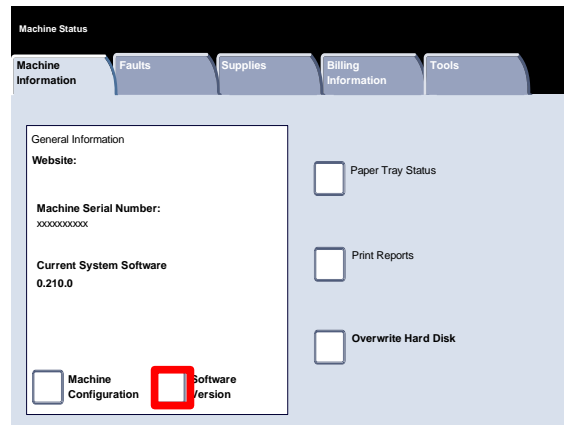 Machine Status
Machine
Information
Faults
Supplies
Billing
Information
Tools
General Information
Website:
Machine Serial Number:
xxxxxxxxxx
Current System Software
0.210.0
Machine
Configuration
Software
Version
Paper Tray Status
Print Reports
Overwrite Hard Disk